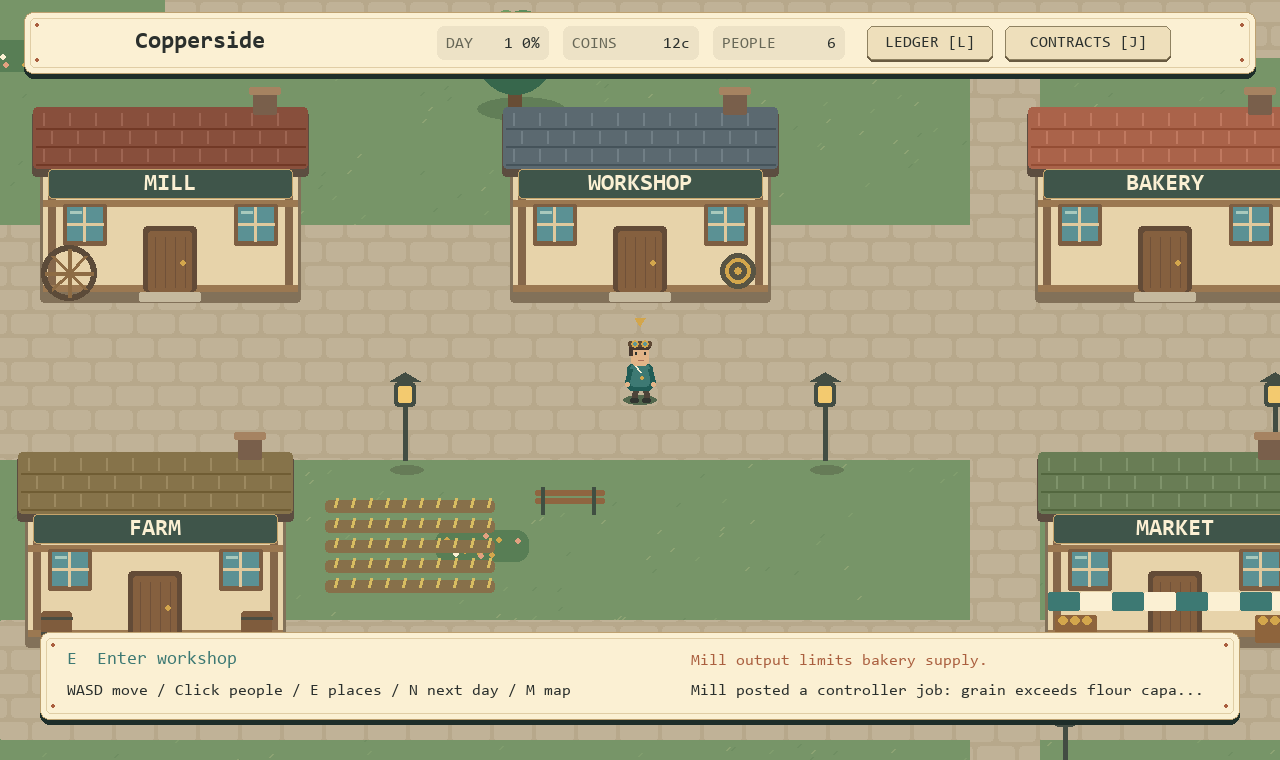 Copperside
DAY 1 0%
COINS 12c
PEOPLE 6
LEDGER [L]
CONTRACTS [J]
MILL
WORKSHOP
BAKERY
FARM
MARKET
E Enter workshop
WASD move / Click people / E places / N next day / M map
Mill output limits bakery supply.
Mill posted a controller job: grain exceeds flour capa...